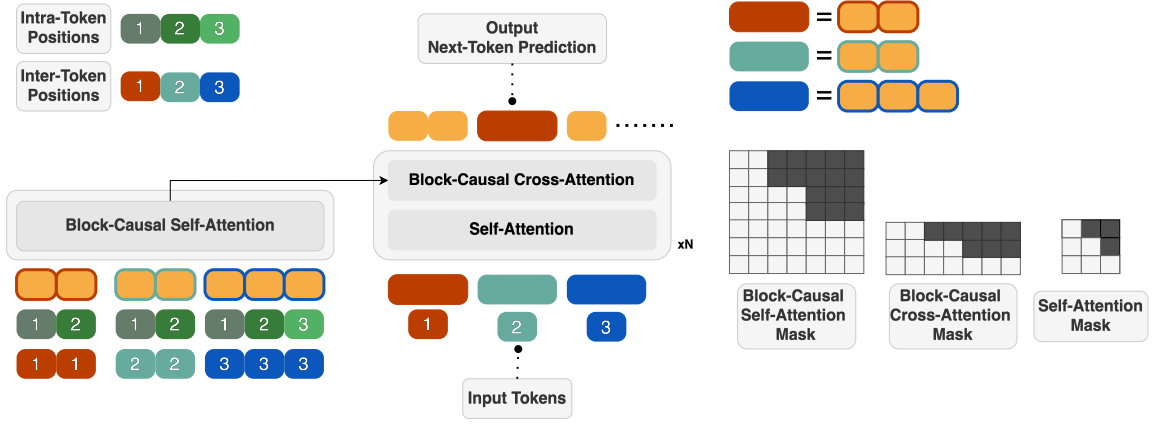 Intra-Token
Positions
1 2 3
Inter-Token
Positions
1 2 3
Output
Next-Token Prediction
=
=
=
Block-Causal Cross-Attention
Self-Attention
xN
Block-Causal Self-Attention
1 2 1 2 1 2 3
1 1 2 2 3 3 3
1 2 3
Input Tokens
Block-Causal
Self-Attention
Mask
Block-Causal
Cross-Attention
Mask
Self-Attention
Mask